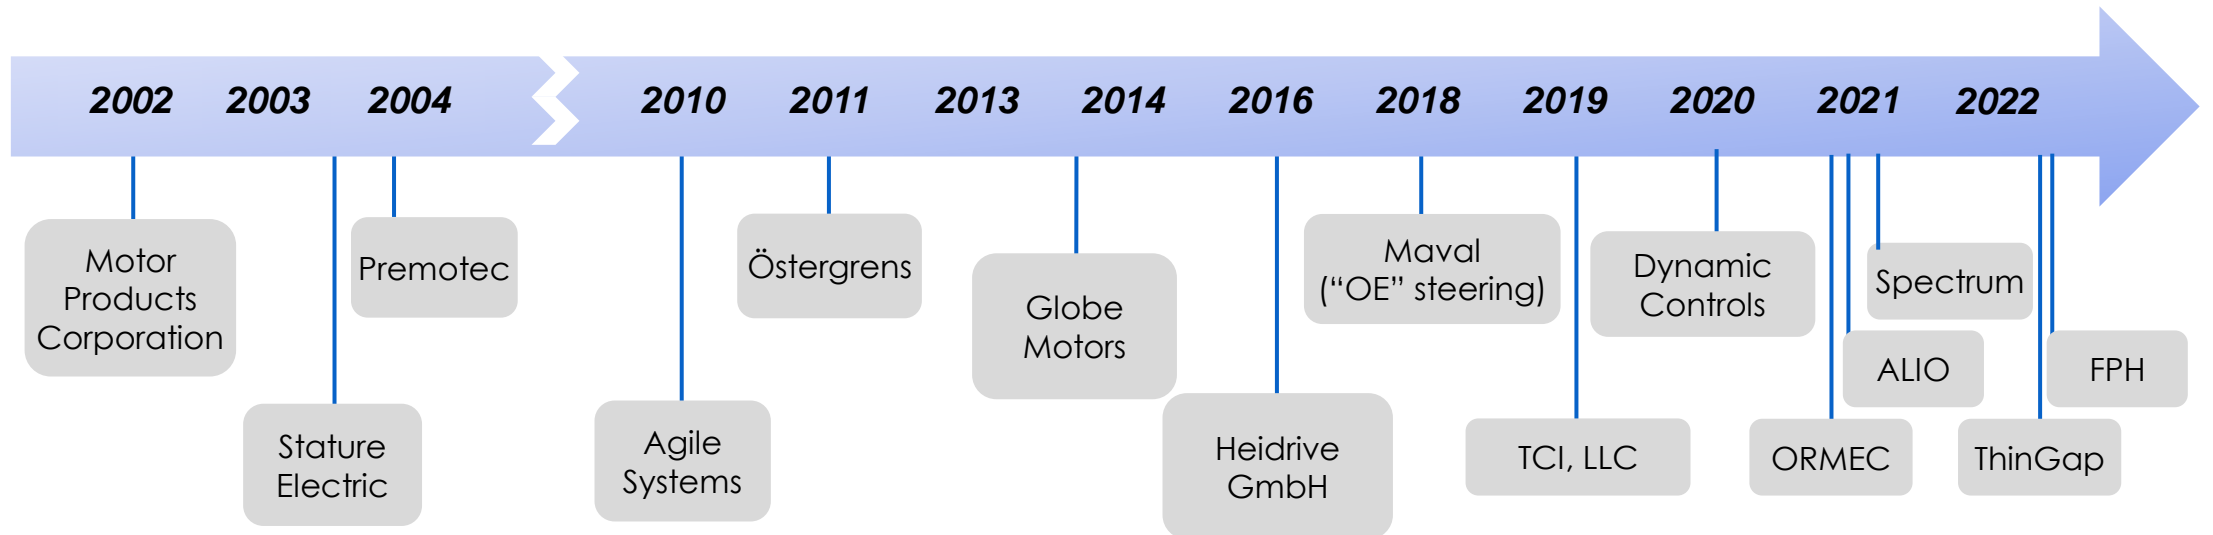 2002 2003 2004 2010 2011 2013 2014 2016 2018 2019 2020 2021 2022
Motor
Products
Corporation
Stature
Electric
Premotec
Agile
Systems
Östergrens
Globe
Motors
Heidrive
GmbH
Maval
(“OE” steering)
TCI, LLC
Dynamic
Controls
ORMEC
ALIO
Spectrum
ThinGap
FPH